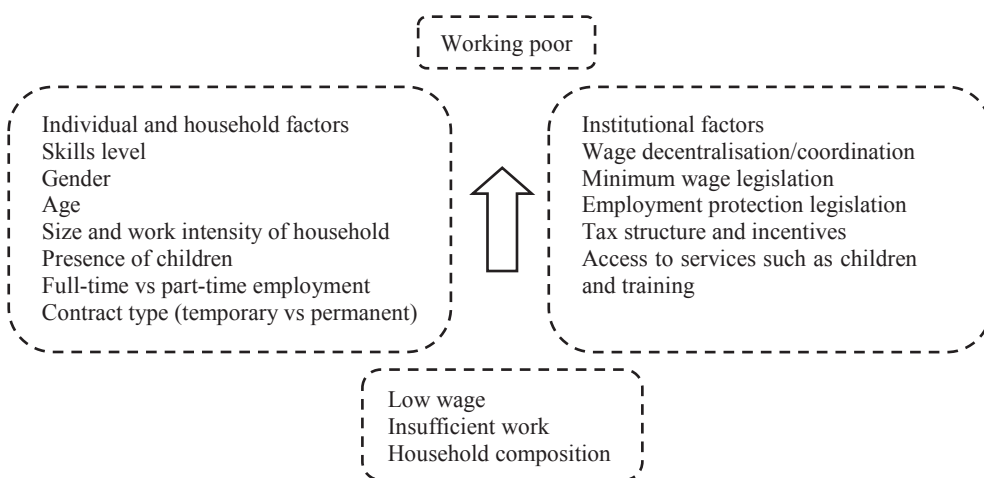 Working poor
Individual and household factors
Skills level
Gender
Age
Size and work intensity of household
Presence of children
Full-time vs part-time employment
Contract type (temporary vs permanent)
Institutional factors
Wage decentralisation/coordination
Minimum wage legislation
Employment protection legislation
Tax structure and incentives
Access to services such as children
and training
Low wage
Insufficient work
Household composition